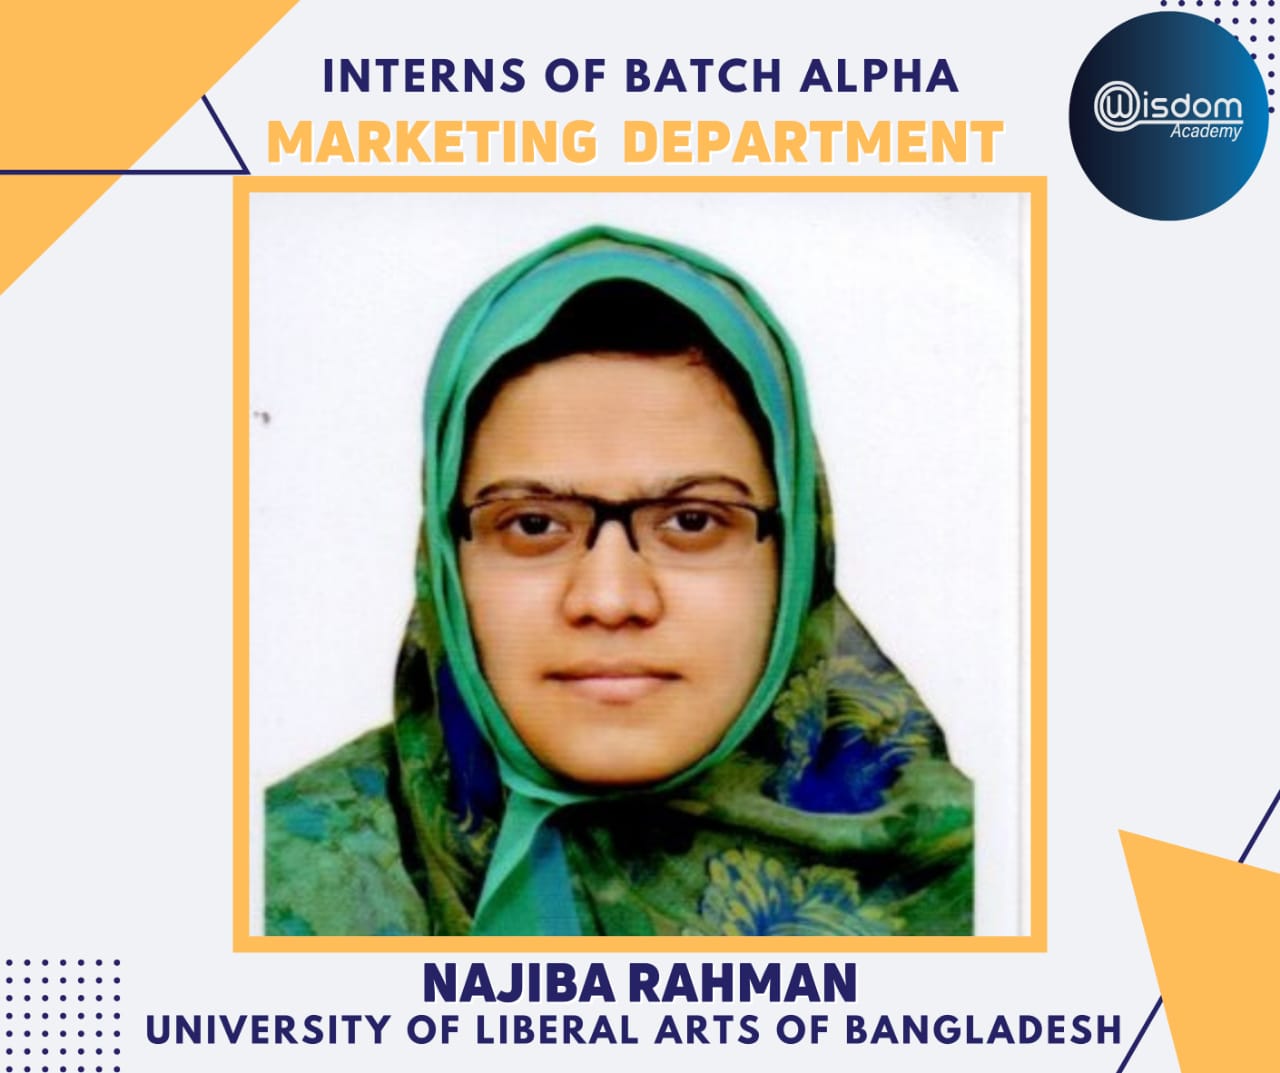 INTERNS OF BATCH ALPHA
MARKETING DEPARTMENT
Wisdom
Academy
NAJIBA RAHMAN
UNIVERSITY OF LIBERAL ARTS OF BANGLADESH